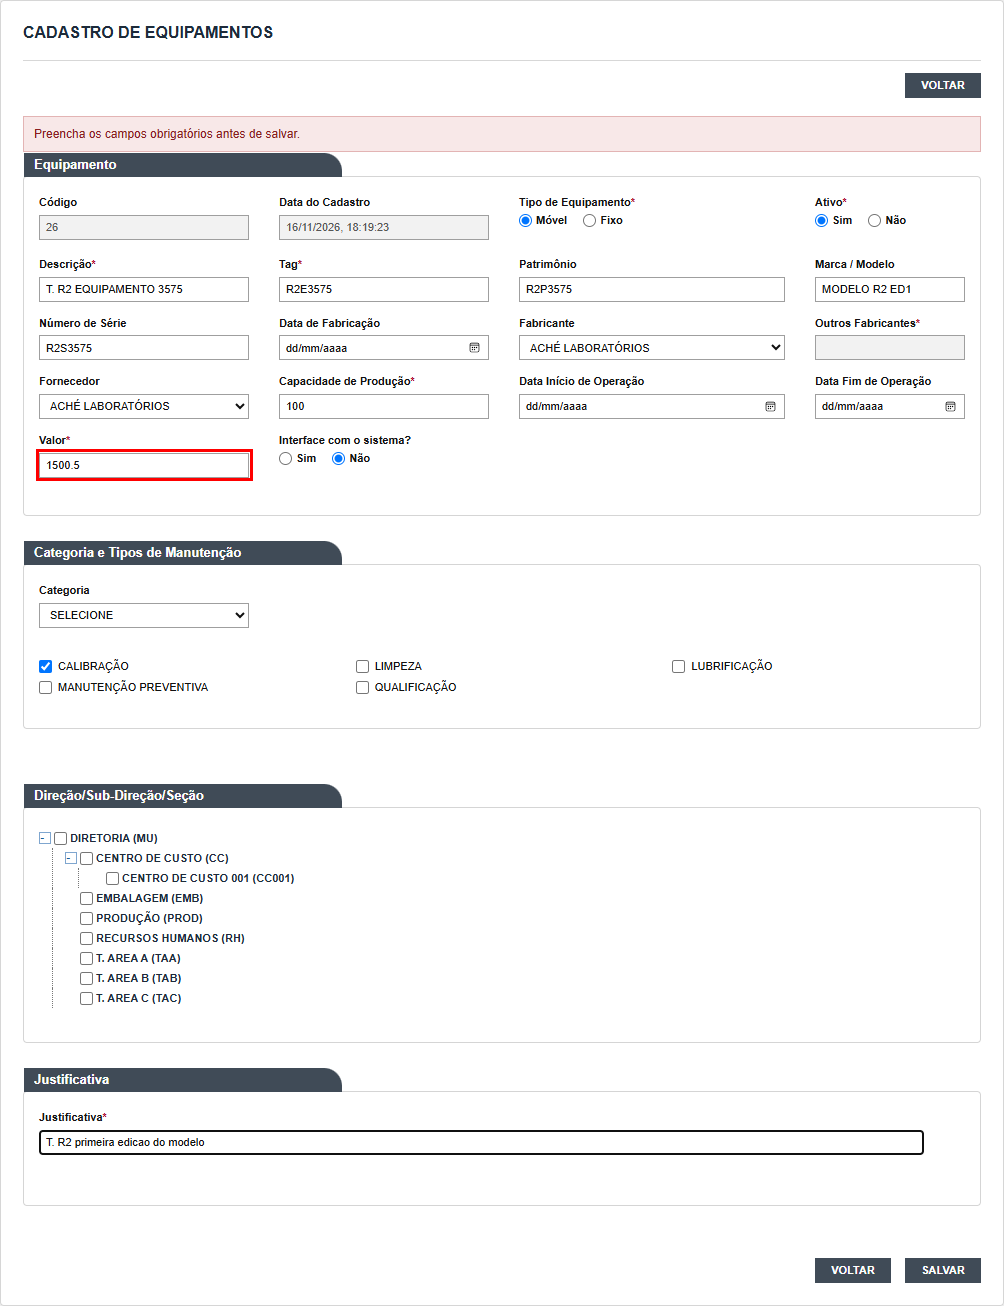 CADASTRO DE EQUIPAMENTOS
VOLTAR
Preencha os campos obrigatórios antes de salvar.
Equipamento
Código Data do Cadastro Tipo de Equipamento* Ativo*
26 16/11/2026, 18:19:23 Móvel Fixo Sim Não
Descrição* Tag* Patrimônio Marca / Modelo
T. R2 EQUIPAMENTO 3575 R2E3575 R2P3575 MODELO R2 ED1
Número de Série Data de Fabricação Fabricante Outros Fabricantes*
R2S3575 dd/mm/aaaa ACHÉ LABORATÓRIOS
Fornecedor Capacidade de Produção* Data Início de Operação Data Fim de Operação
ACHÉ LABORATÓRIOS 100 dd/mm/aaaa dd/mm/aaaa
Valor* Interface com o sistema?
1500.5 Sim Não
Categoria e Tipos de Manutenção
Categoria
SELECIONE
CALIBRAÇÃO LIMPEZA LUBRIFICAÇÃO
MANUTENÇÃO PREVENTIVA QUALIFICAÇÃO
Direção/Sub-Direção/Seção
DIRETORIA (MU)
CENTRO DE CUSTO (CC)
CENTRO DE CUSTO 001 (CC001)
EMBALAGEM (EMB)
PRODUÇÃO (PROD)
RECURSOS HUMANOS (RH)
T. AREA A (TAA)
T. AREA B (TAB)
T. AREA C (TAC)
Justificativa
Justificativa*
T. R2 primeira edicao do modelo
VOLTAR SALVAR